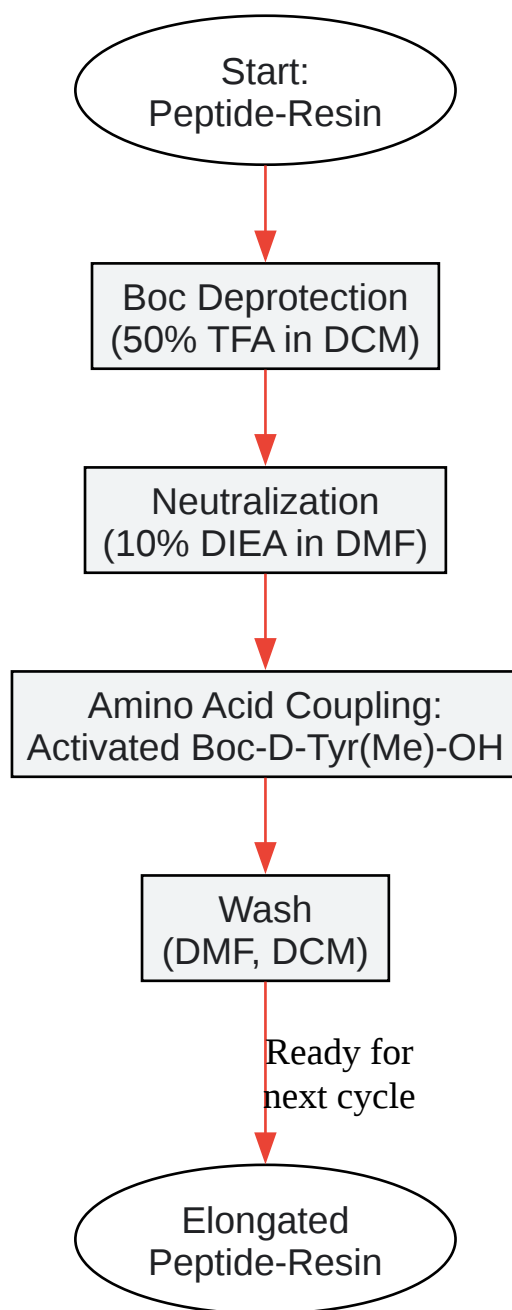 Start:
Peptide-Resin
Boc Deprotection
(50% TFA in DCM)
Neutralization
(10% DIEA in DMF)
Amino Acid Coupling:
Activated Boc-D-Tyr(Me)-OH
Wash
(DMF, DCM)
Ready for
next cycle
Elongated
Peptide-Resin